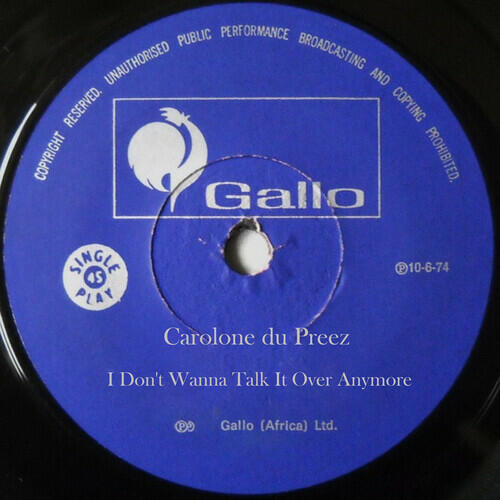 COPYRIGHT RESERVED. UNAUTHORISED PUBLIC PERFORMANCE BROADCASTING AND COPYING PROHIBITED.
Gallo
SINGLE
45
PLAY
Ⓟ10-6-74
Carolone du Preez
I Don't Wanna Talk It Over Anymore
Gallo (Africa) Ltd.